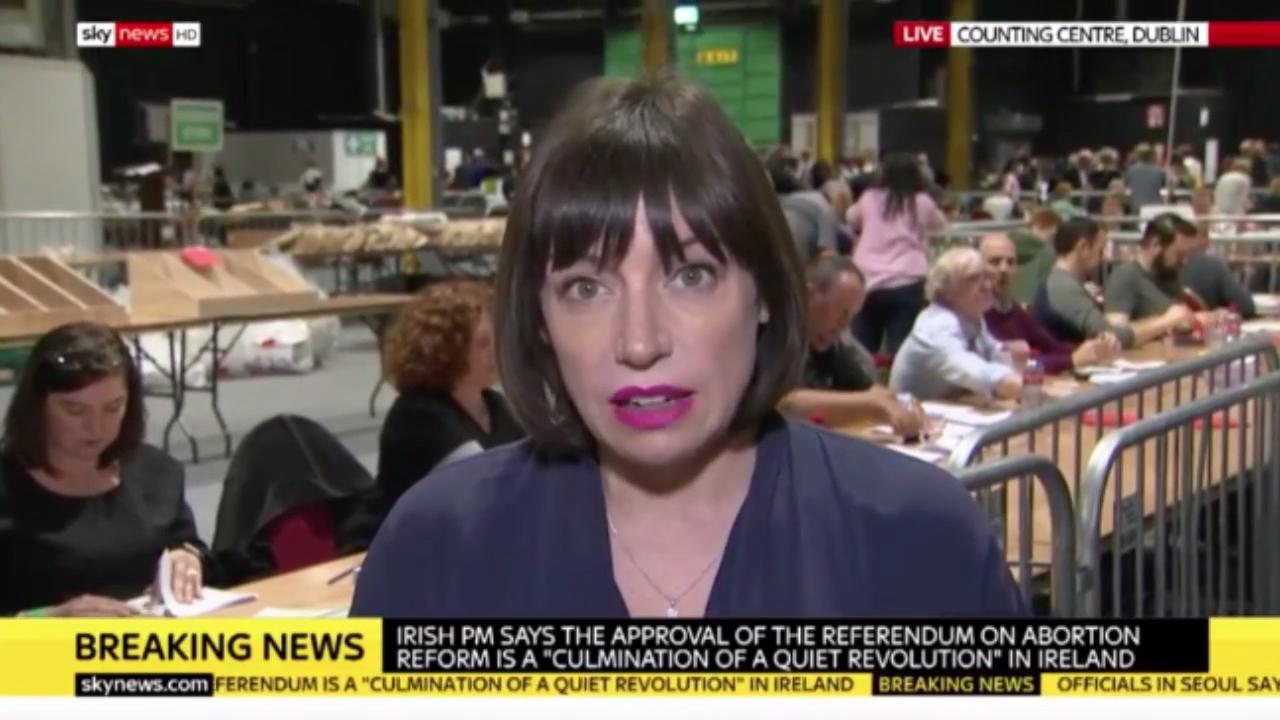 sky news HD
LIVE COUNTING CENTRE, DUBLIN
BREAKING NEWS
IRISH PM SAYS THE APPROVAL OF THE REFERENDUM ON ABORTION
REFORM IS A "CULMINATION OF A QUIET REVOLUTION" IN IRELAND
skynews.com FERENDUM IS A "CULMINATION OF A QUIET REVOLUTION" IN IRELAND BREAKING NEWS OFFICIALS IN SEOUL SAY